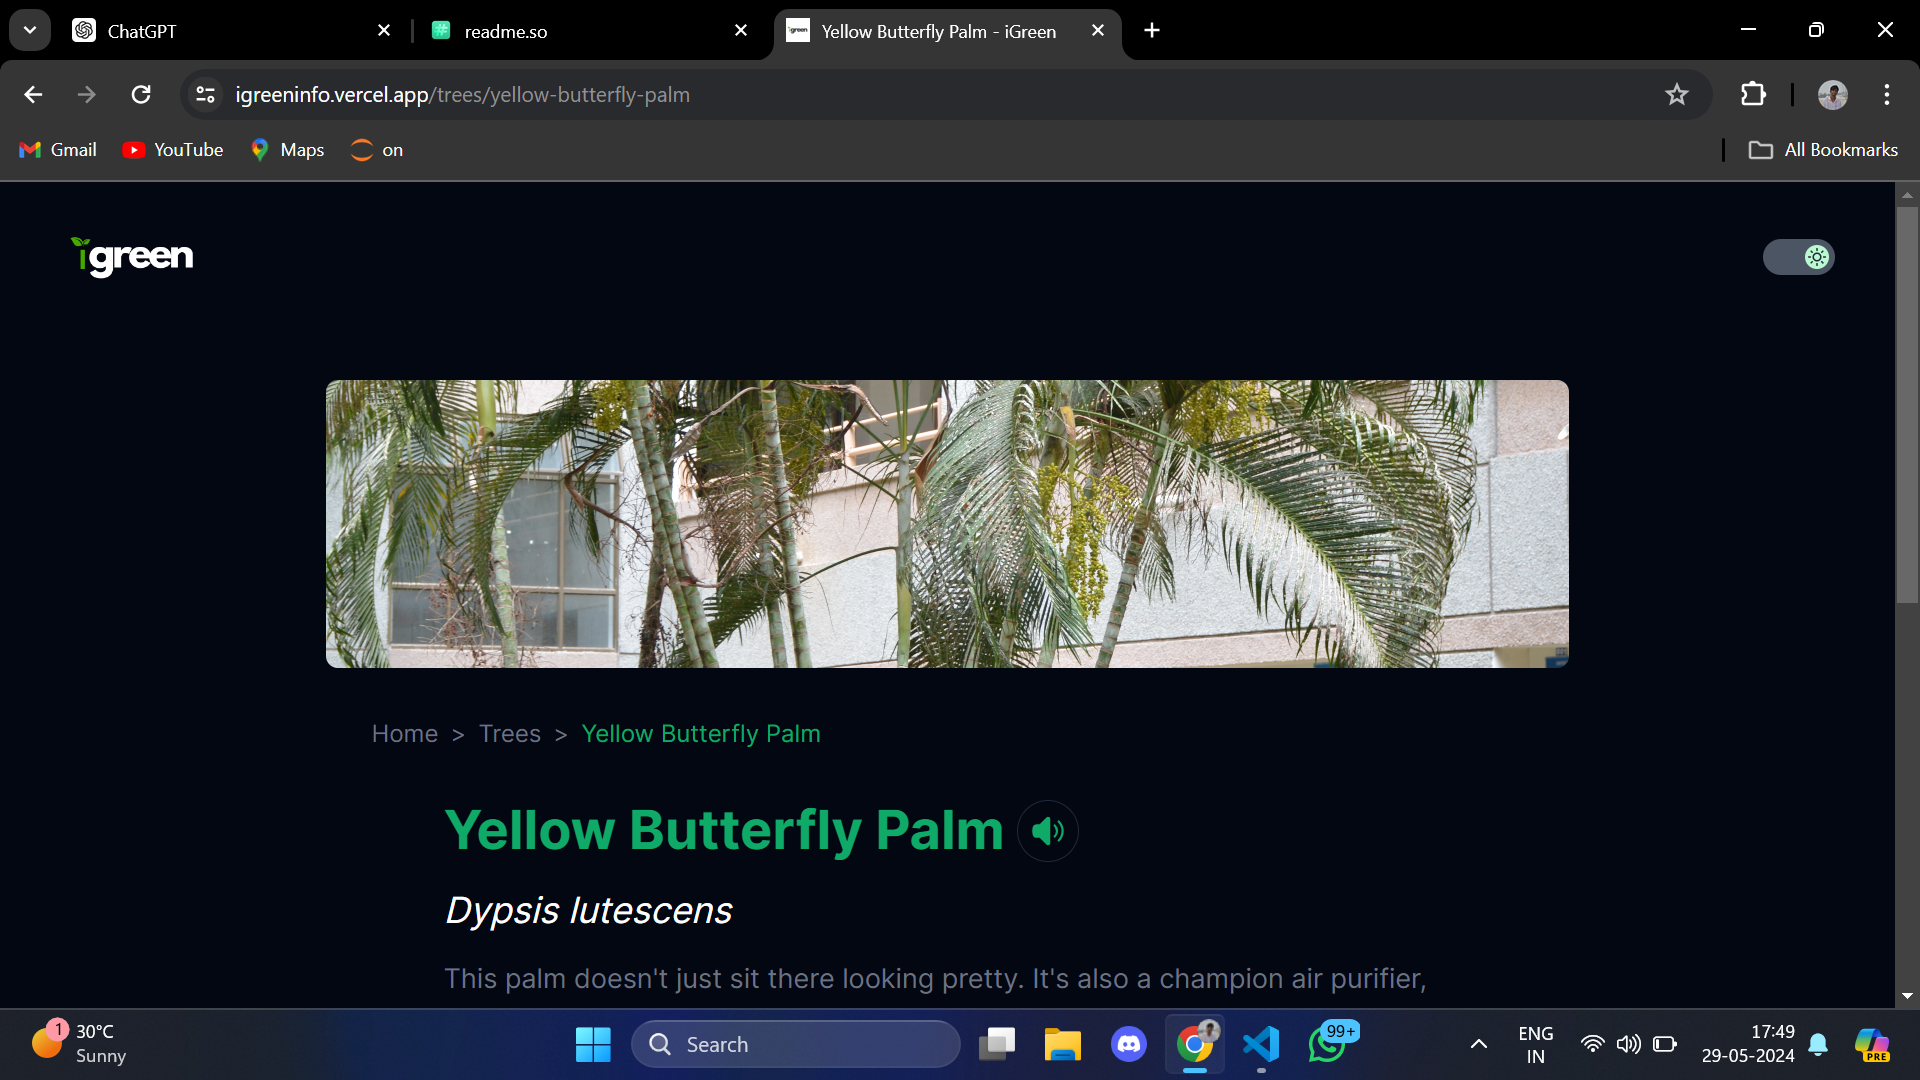 ChatGPT
readme.so
Yellow Butterfly Palm - iGreen
igreeninfo.vercel.app/trees/yellow-butterfly-palm
Gmail
YouTube
Maps
on
All Bookmarks
igreen
Home > Trees > Yellow Butterfly Palm
Yellow Butterfly Palm
Dypsis lutescens
This palm doesn't just sit there looking pretty. It's also a champion air purifier,
1
30°C
Sunny
Search
99+
ENG
IN
17:49
29-05-2024
PRE